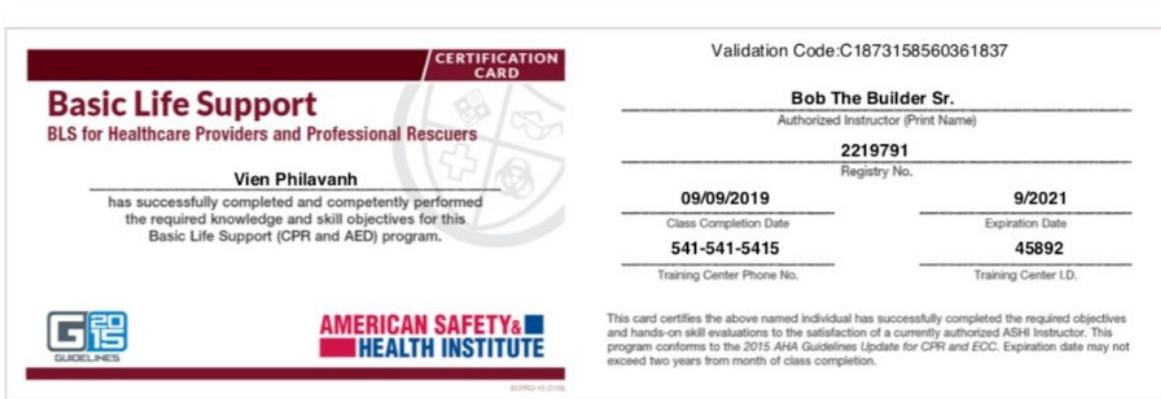 CERTIFICATION
CARD
Basic Life Support
BLS for Healthcare Providers and Professional Rescuers
Vien Philavanh
has successfully completed and competently performed
the required knowledge and skill objectives for this
Basic Life Support (CPR and AED) program.
G2015
GUIDELINES
AMERICAN SAFETY&
HEALTH INSTITUTE
Validation Code:C1873158560361837
Bob The Builder Sr.
Authorized Instructor (Print Name)
2219791
Registry No.
09/09/2019 9/2021
Class Completion Date Expiration Date
541-541-5415 45892
Training Center Phone No. Training Center I.D.
This card certifies the above named individual has successfully completed the required objectives
and hands-on skill evaluations to the satisfaction of a currently authorized ASHI Instructor. This
program conforms to the 2015 AHA Guidelines Update for CPR and ECC. Expiration date may not
exceed two years from month of class completion.